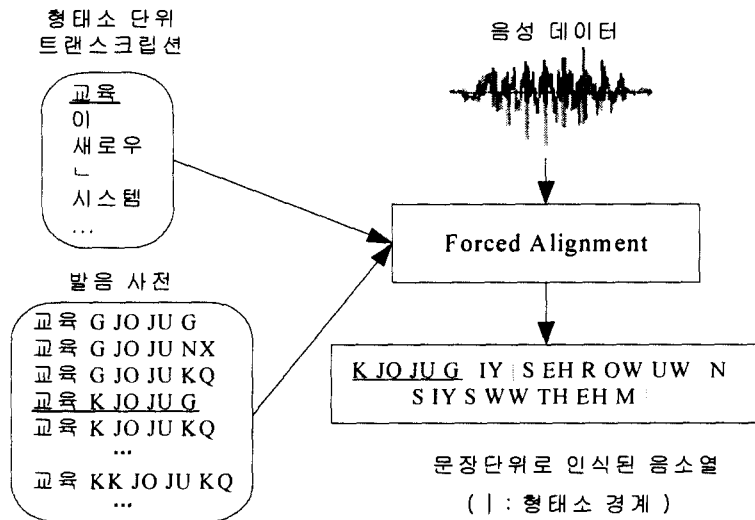 형태소 단위
트랜스크립션
교육
이
새로우
ㄴ
시스템
...
발음 사전
교육 G JO JU G
교육 G JO JU NX
교육 G JO JU KQ
교육 K JO JU G
교육 K JO JU KQ
...
교육 KK JO JU KQ
...
음성 데이터
Forced Alignment
K JO JU G IY | S EH R OW UW N
S IY S WW TH EH M
문장단위로 인식된 음소열
( | : 형태소 경계 )